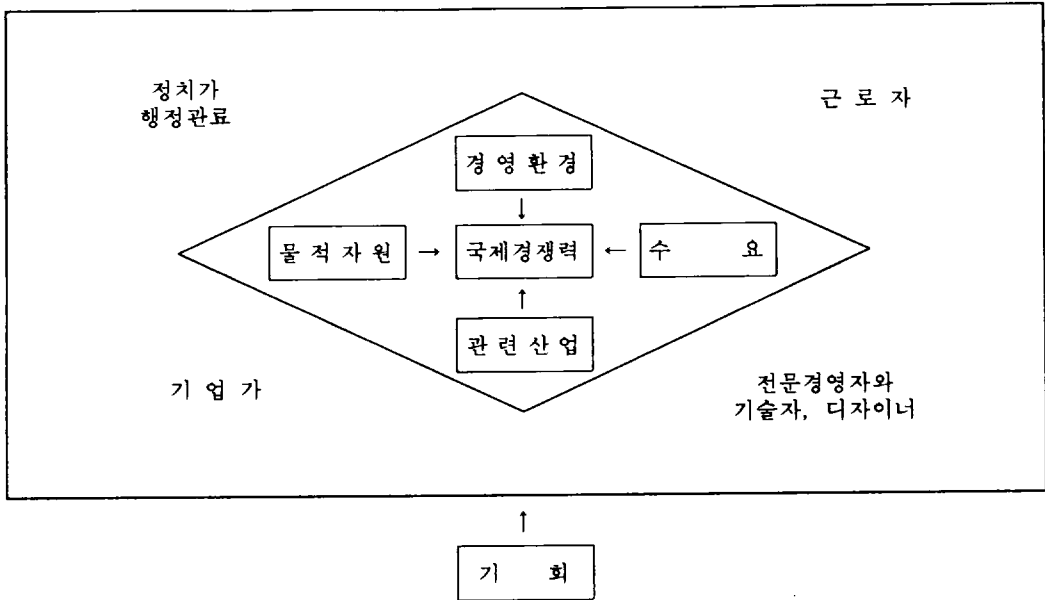 정치가
행정관료
근 로 자
경 영 환 경
↓
물 적 자 원 → 국제경쟁력 ← 수 요
↑
관 련 산 업
기 업 가
전문경영자와
기술자, 디자이너
↑
기 회